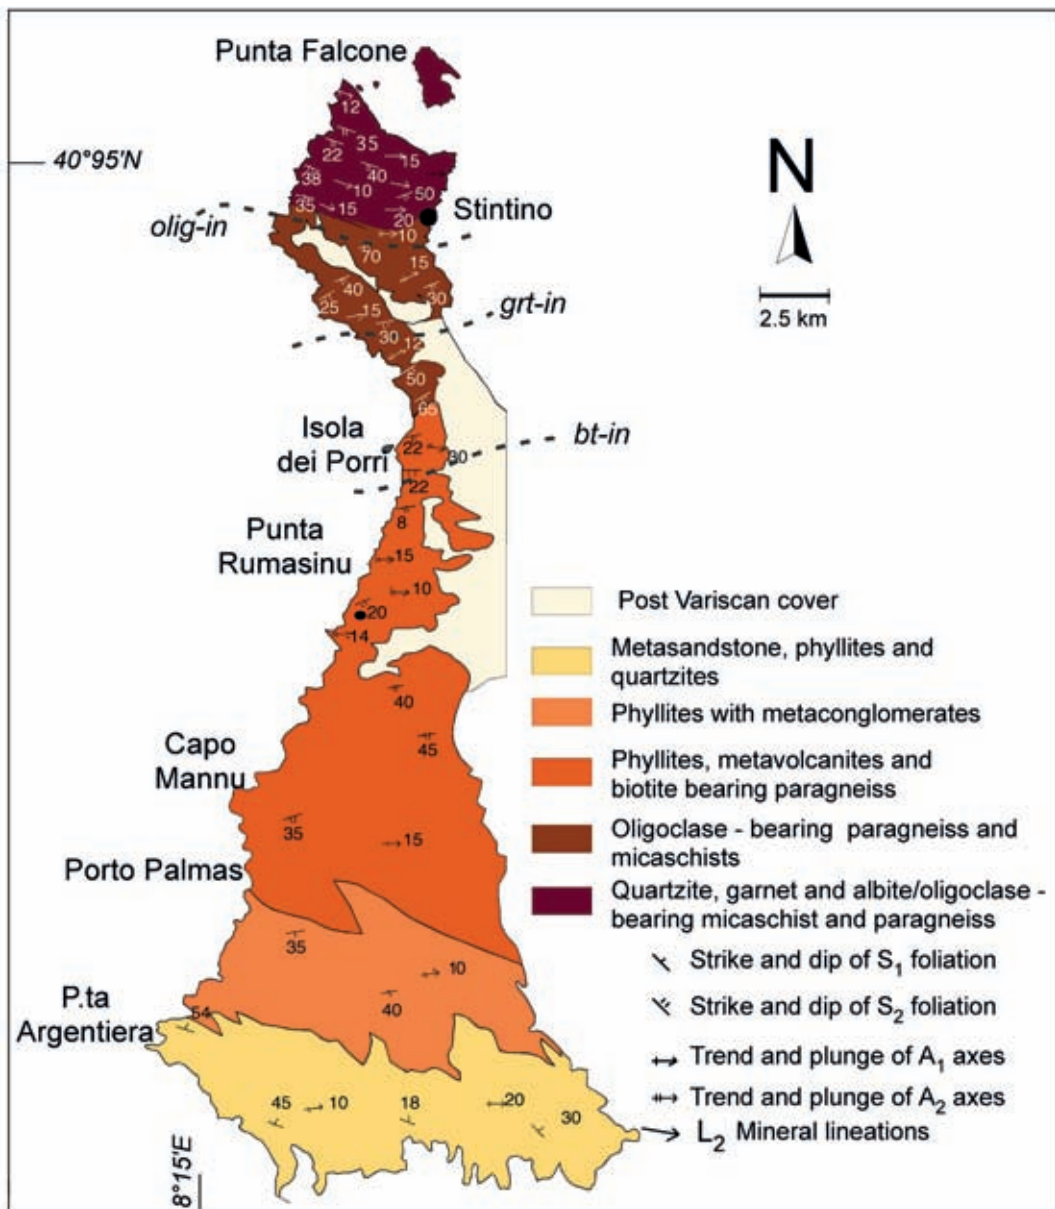 Punta Falcone
12
40°95'N
35
22
15
38
40
10
50
35
15
20
Stintino
olig-in
10
70
15
40
30
25
15
grt-in
30
12
N
2.5 km
50
65
Isola
dei Porri
22
30
bt-in
22
8
Punta
Rumasinu
15
10
20
14
40
45
Capo
Mannu
35
15
Porto Palmas
35
10
40
P.ta
Argentiera
54
45
10
18
20
30
8°15'E
Post Variscan cover
Metasandstone, phyllites and
quartzites
Phyllites with metaconglomerates
Phyllites, metavolcanites and
biotite bearing paragneiss
Oligoclase - bearing paragneiss and
micaschists
Quartzite, garnet and albite/oligoclase -
bearing micaschist and paragneiss
Strike and dip of S1 foliation
Strike and dip of S2 foliation
Trend and plunge of A1 axes
Trend and plunge of A2 axes
L2 Mineral lineations